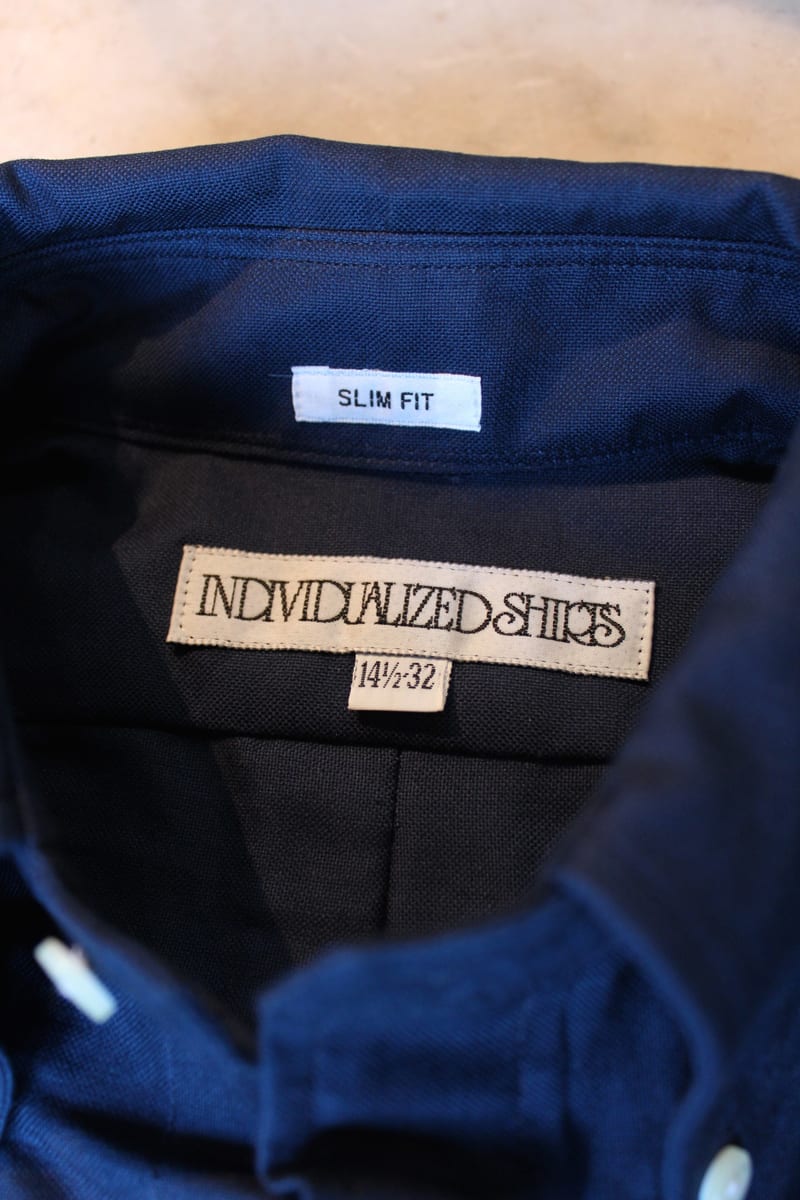 SLIM FIT
INDIVIDUALIZED SHIRTS
14½-32